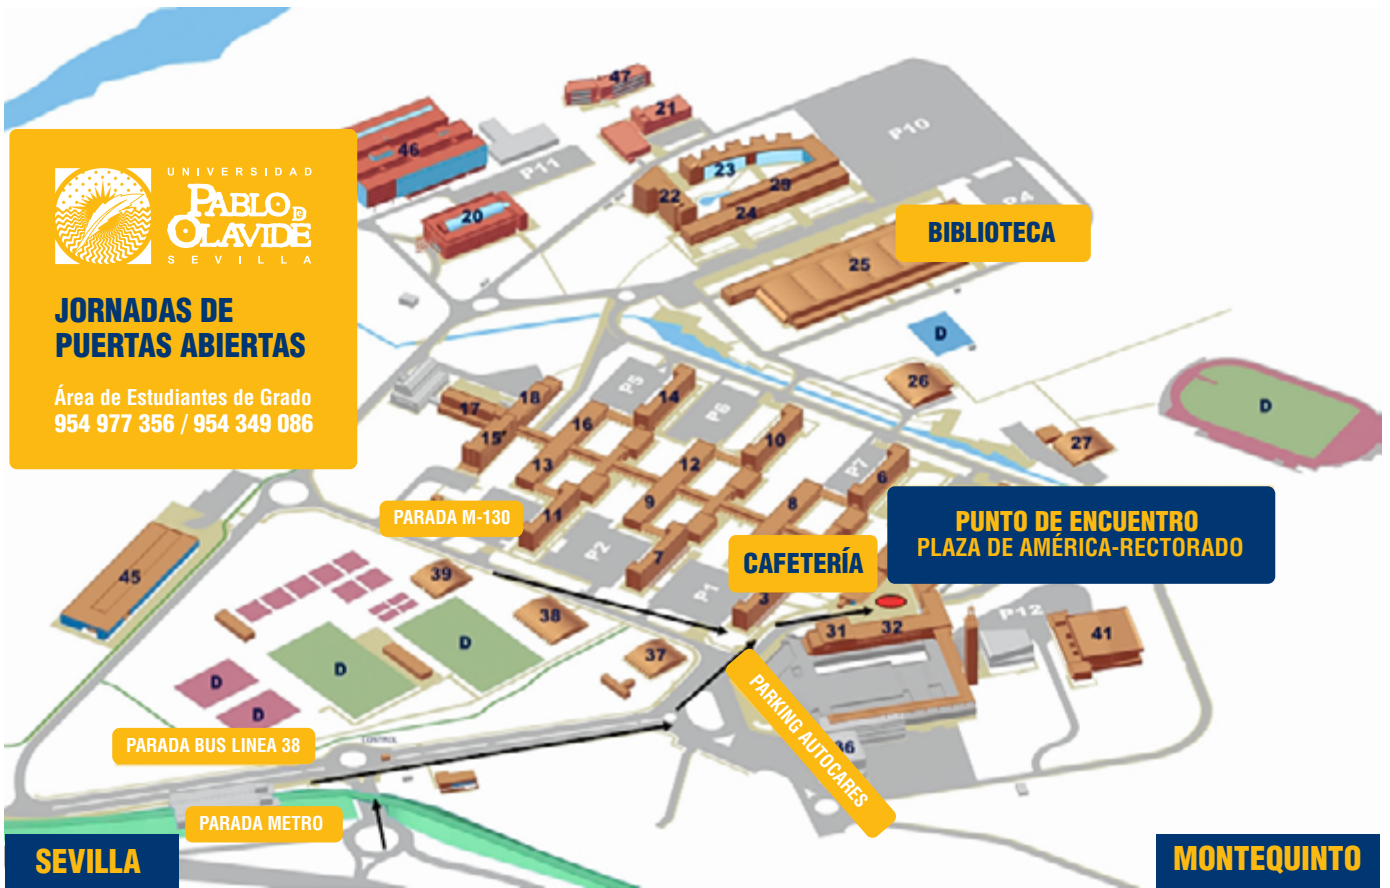 UNIVERSIDAD
PABLO DE
OLAVIDE
SEVILLA
JORNADAS DE
PUERTAS ABIERTAS
Área de Estudiantes de Grado
954 977 356 / 954 349 086
47
21
46
P11
P10
23
29
22
24
20
P4
BIBLIOTECA
25
D
26
D
27
18
17
15
16
P5
14
P6
10
13
12
P7
6
9
8
11
PARADA M-130
P2
7
P1
3
CAFETERÍA
PUNTO DE ENCUENTRO
PLAZA DE AMÉRICA-RECTORADO
45
39
38
37
31
32
P12
41
D
D
D
D
PARKING AUTOCARES
36
PARADA BUS LINEA 38
CONTROL
PARADA METRO
SEVILLA
MONTEQUINTO